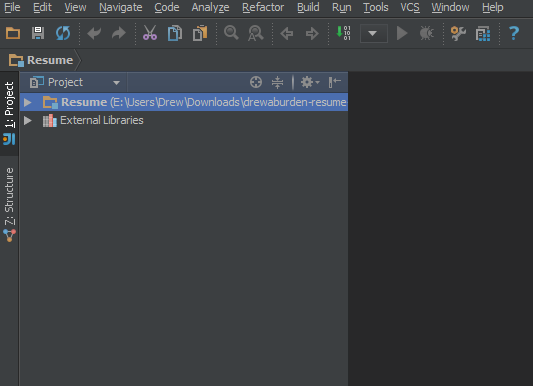 File Edit View Navigate Code Analyze Refactor Build Run Tools VCS Window Help
Resume
1: Project
Project
Resume (E:\Users\Drew\Downloads\drewaburden-resume
External Libraries
7: Structure